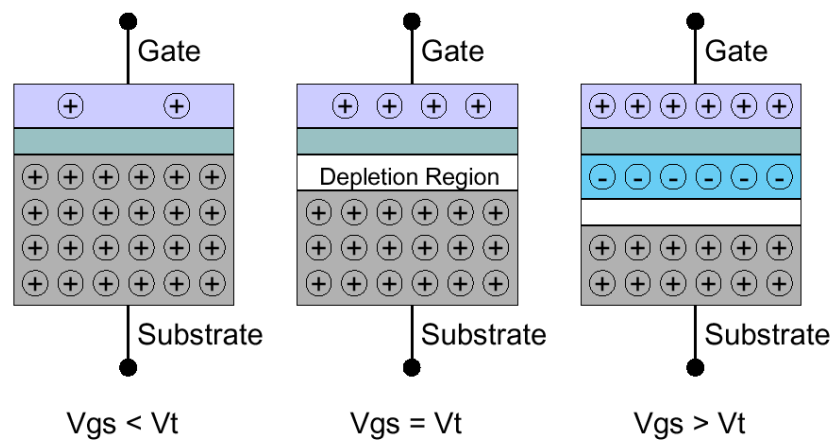 Gate
Gate
Gate
+ +
+ + + +
+ + + + + +
+ + + + + +
Depletion Region
- - - - - -
+ + + + + +
+ + + + + +
+ + + + + +
+ + + + + +
+ + + + + +
+ + + + + +
+ + + + + +
+ + + + + +
Substrate
Substrate
Substrate
Vgs < Vt
Vgs = Vt
Vgs > Vt